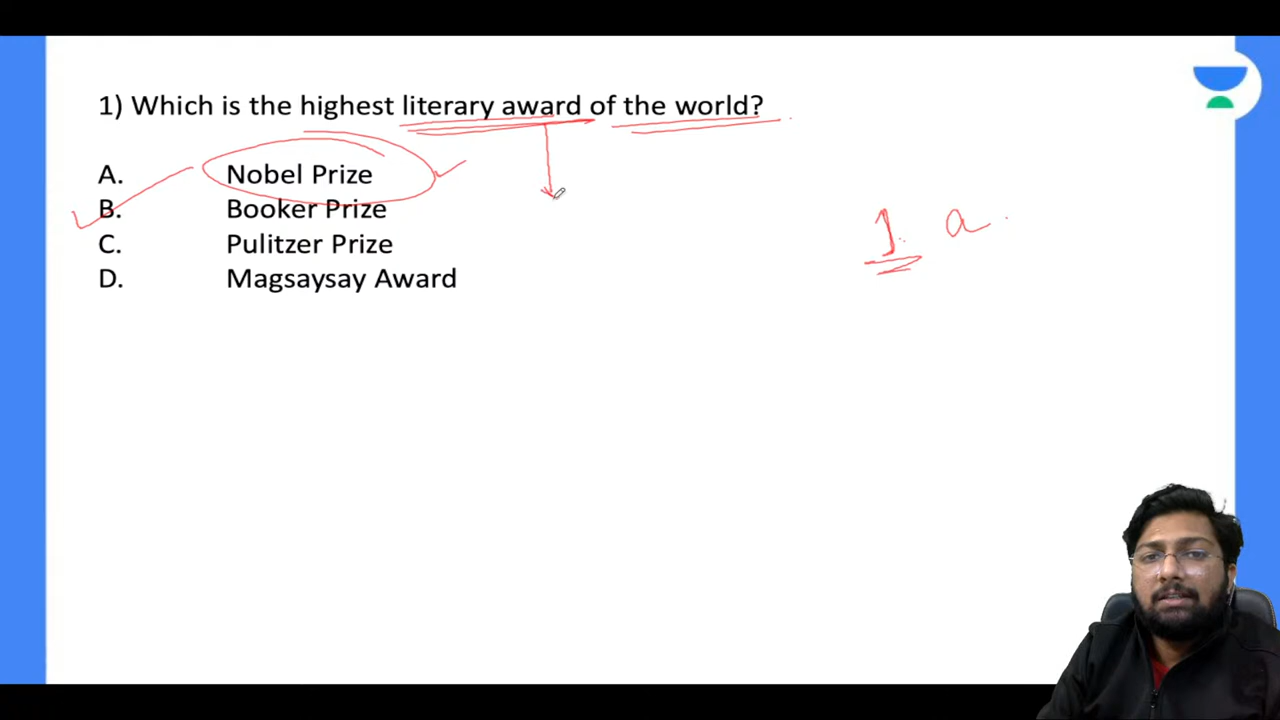 1) Which is the highest literary award of the world?
A. Nobel Prize
B. Booker Prize
C. Pulitzer Prize
D. Magsaysay Award
1. a.